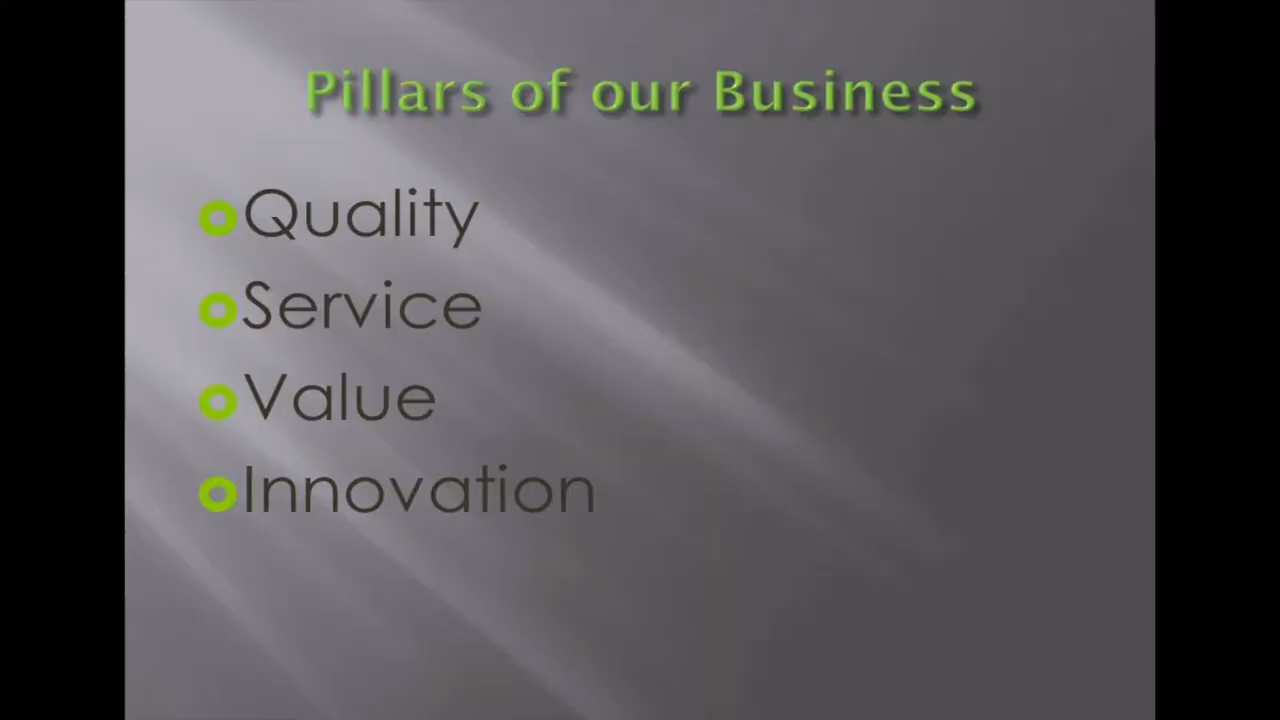 Pillars of our Business
Quality
Service
Value
Innovation